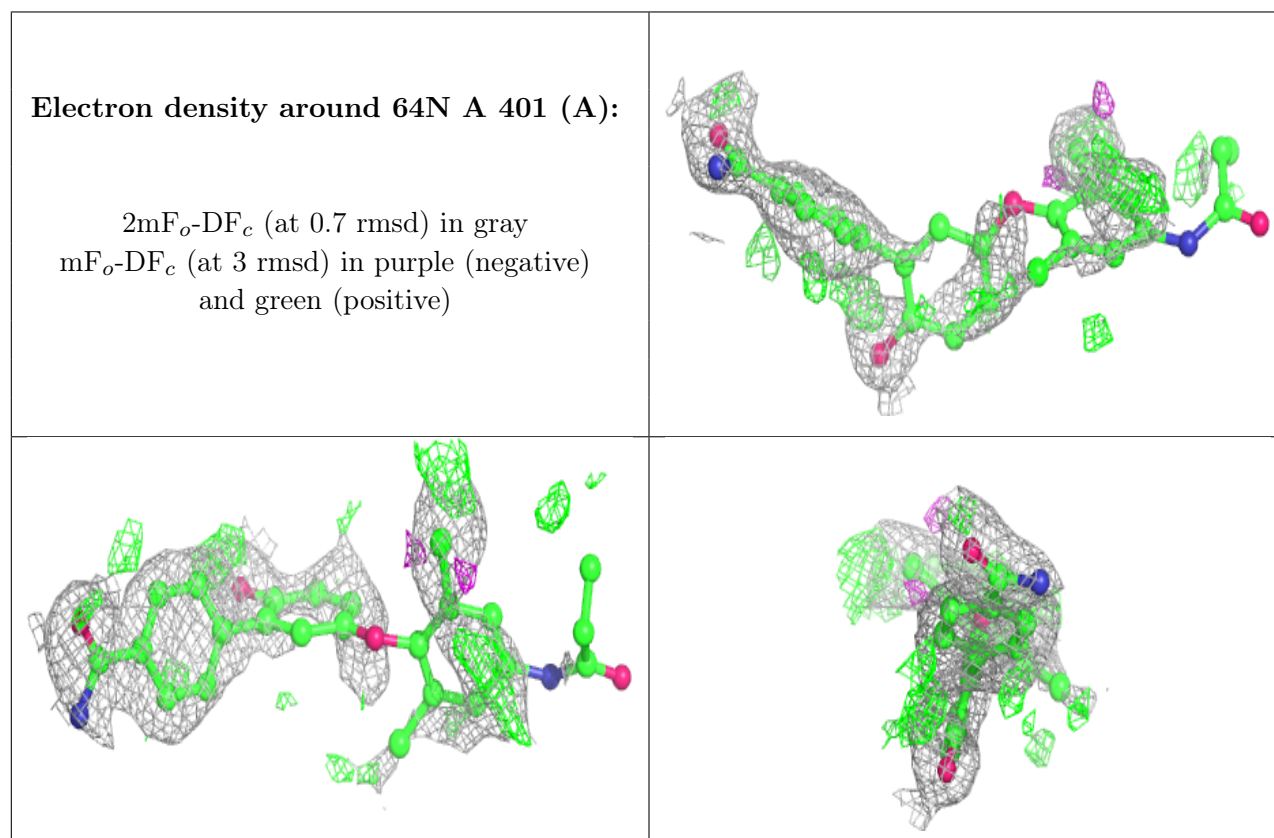 Electron density around 64N A 401 (A):
2mFo-DFc (at 0.7 rmsd) in gray
mFo-DFc (at 3 rmsd) in purple (negative)
and green (positive)